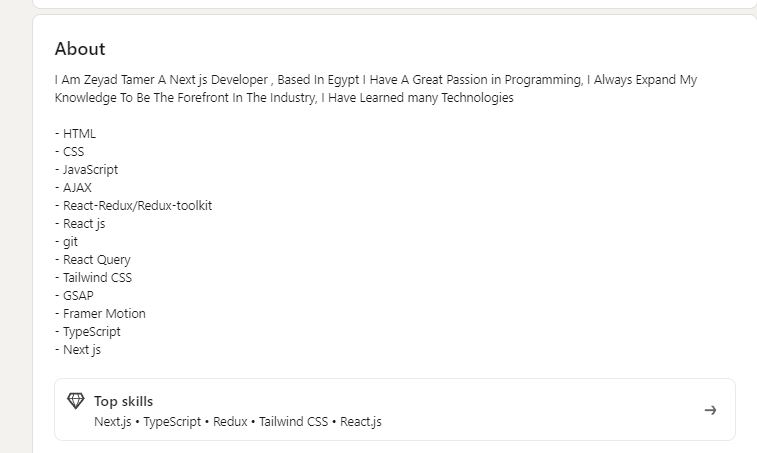 About
I Am Zeyad Tamer A Next js Developer , Based In Egypt I Have A Great Passion in Programming, I Always Expand My
Knowledge To Be The Forefront In The Industry, I Have Learned many Technologies
- HTML
- CSS
- JavaScript
- AJAX
- React-Redux/Redux-toolkit
- React js
- git
- React Query
- Tailwind CSS
- GSAP
- Framer Motion
- TypeScript
- Next js
Top skills
Next.js • TypeScript • Redux • Tailwind CSS • React.js